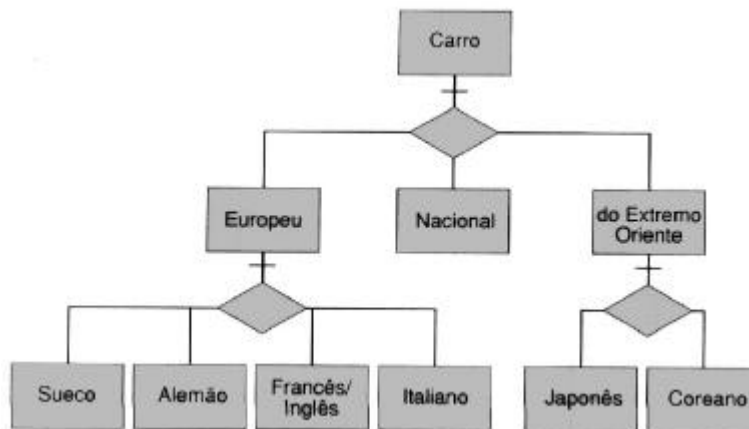 Carro
Europeu
Nacional
do Extremo
Oriente
Sueco
Alemão
Francês/
Inglês
Italiano
Japonês
Coreano